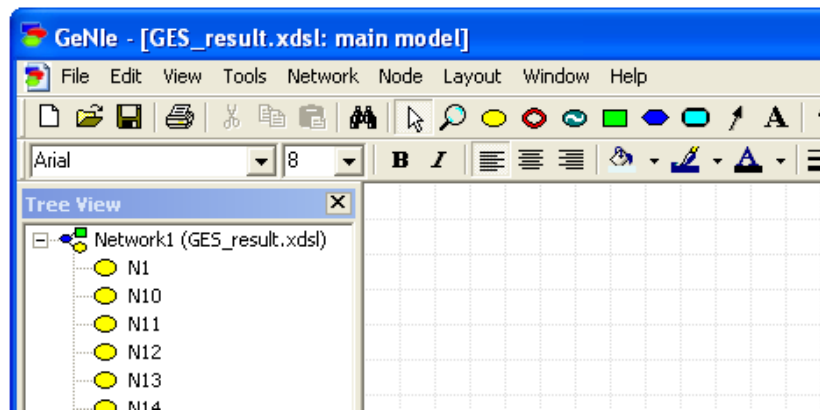 GeNIe - [GES_result.xdsl: main model]
File Edit View Tools Network Node Layout Window Help
A
Arial 8 B I A
Tree View
Network1 (GES_result.xdsl)
N1
N10
N11
N12
N13
N14